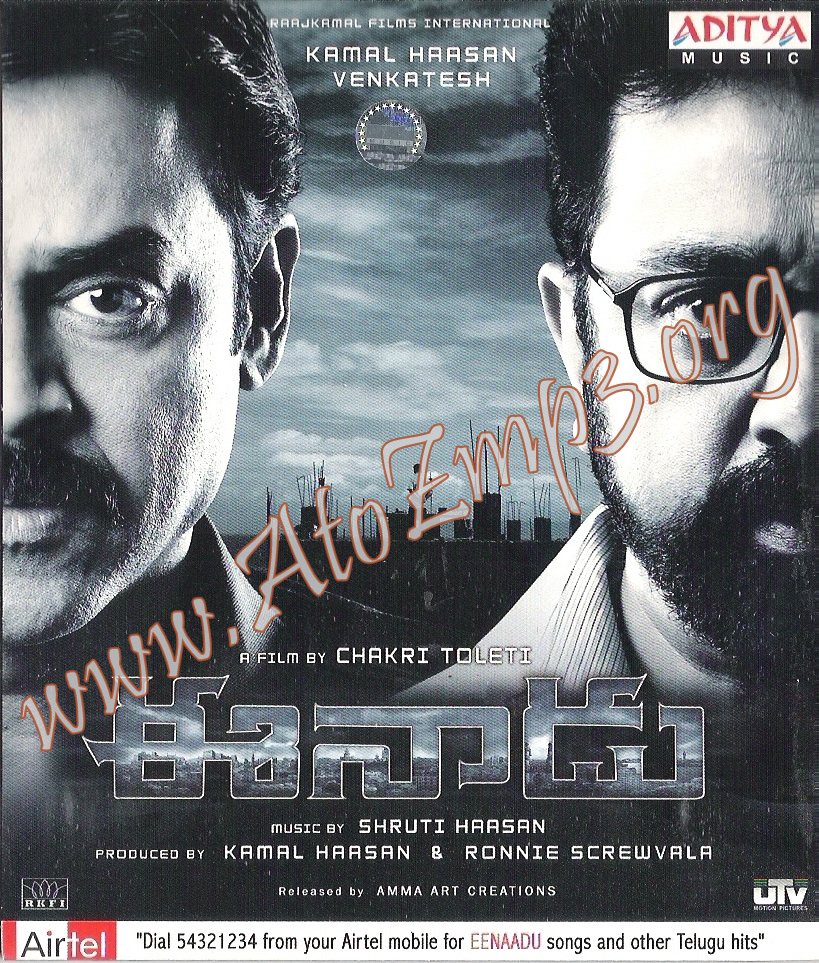 RAAJKAMAL FILMS INTERNATIONAL
ADITYA
MUSIC
KAMAL HAASAN
VENKATESH
www.AtoZmp3.org
A FILM BY CHAKRI TOLETI
ఈనాడు
MUSIC BY SHRUTI HAASAN
PRODUCED BY KAMAL HAASAN & RONNIE SCREWVALA
Released by AMMA ART CREATIONS
RKFI
UTV
MOTION PICTURES
Airtel
"Dial 54321234 from your Airtel mobile for EENAADU songs and other Telugu hits"